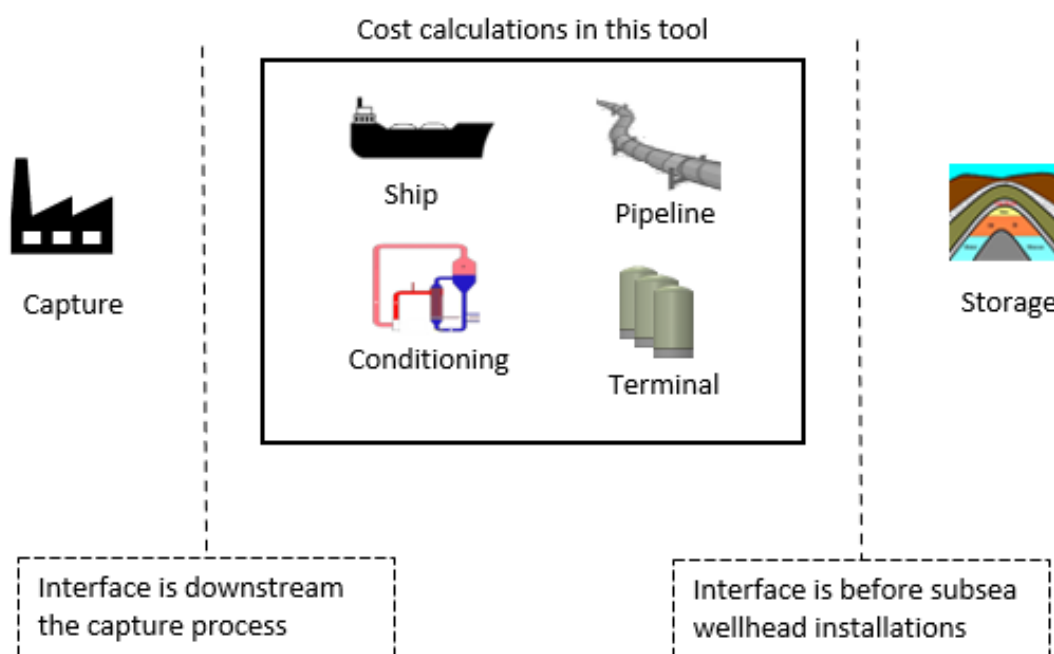 Cost calculations in this tool
Ship
Pipeline
Capture
Storage
Conditioning
Terminal
Interface is downstream
the capture process
Interface is before subsea
wellhead installations